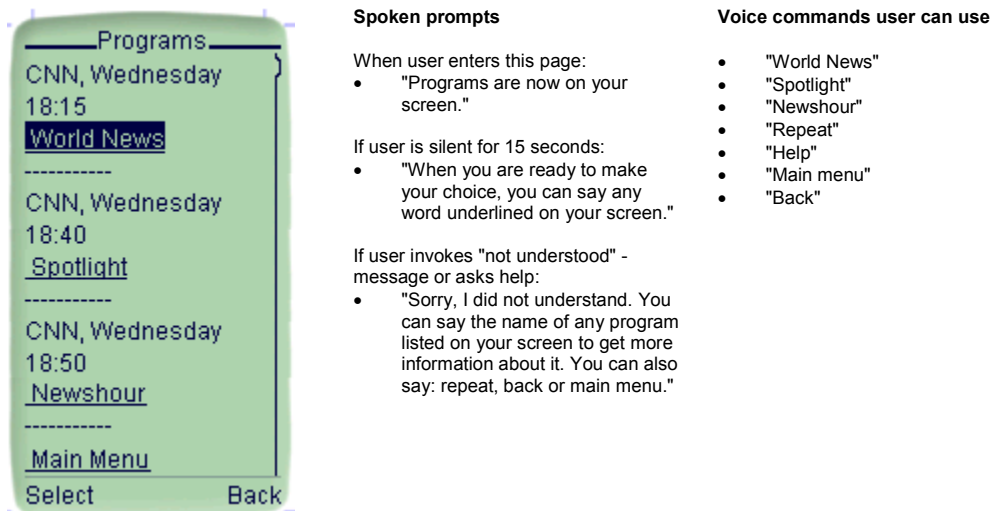 Programs
CNN, Wednesday
18:15
World News
-----------
CNN, Wednesday
18:40
Spotlight
-----------
CNN, Wednesday
18:50
Newshour
-----------
Main Menu
Select Back
Spoken prompts
When user enters this page:
• "Programs are now on your
screen."
If user is silent for 15 seconds:
• "When you are ready to make
your choice, you can say any
word underlined on your screen."
If user invokes "not understood" -
message or asks help:
• "Sorry, I did not understand. You
can say the name of any program
listed on your screen to get more
information about it. You can also
say: repeat, back or main menu."
Voice commands user can use
• "World News"
• "Spotlight"
• "Newshour"
• "Repeat"
• "Help"
• "Main menu"
• "Back"